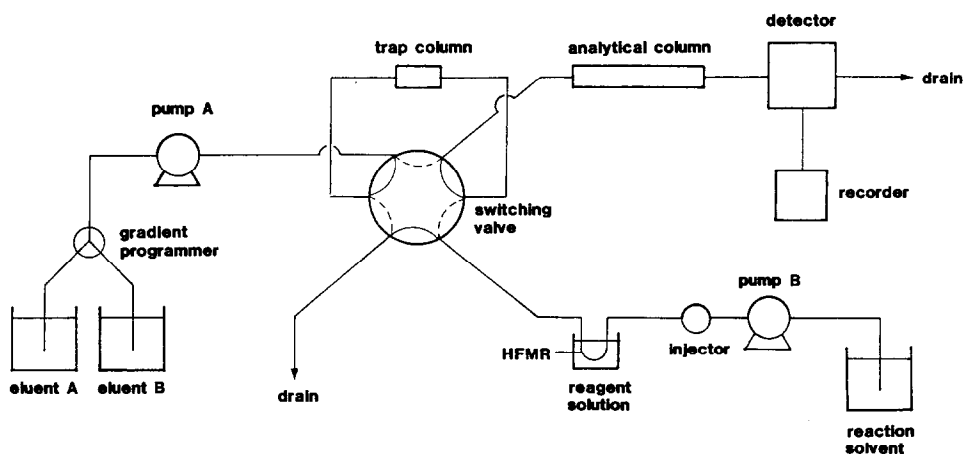 detector
trap column
analytical column
drain
pump A
recorder
switching
valve
gradient
programmer
pump B
HFMR
injector
eluent A
eluent B
reagent
solution
drain
reaction
solvent